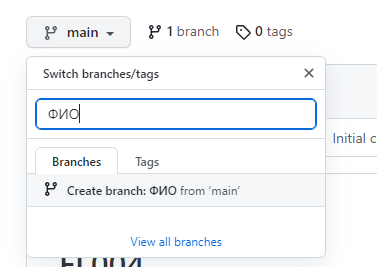 main
1 branch
0 tags
Switch branches/tags
ФИО
Initial
Branches
Tags
Create branch: ФИО from 'main'
View all branches